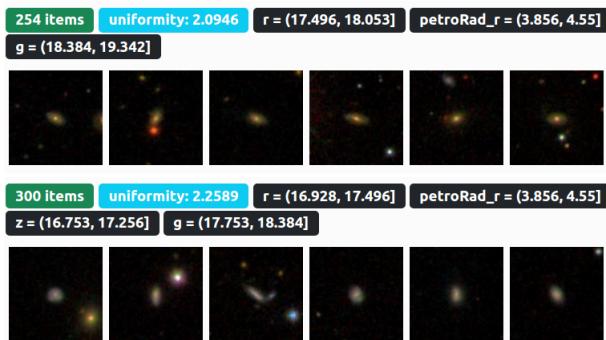 254 items uniformity: 2.0946 r = (17.496, 18.053] petroRad_r = (3.856, 4.55]
g = (18.384, 19.342]
300 items uniformity: 2.2589 r = (16.928, 17.496] petroRad_r = (3.856, 4.55]
z = (16.753, 17.256] g = (17.753, 18.384]